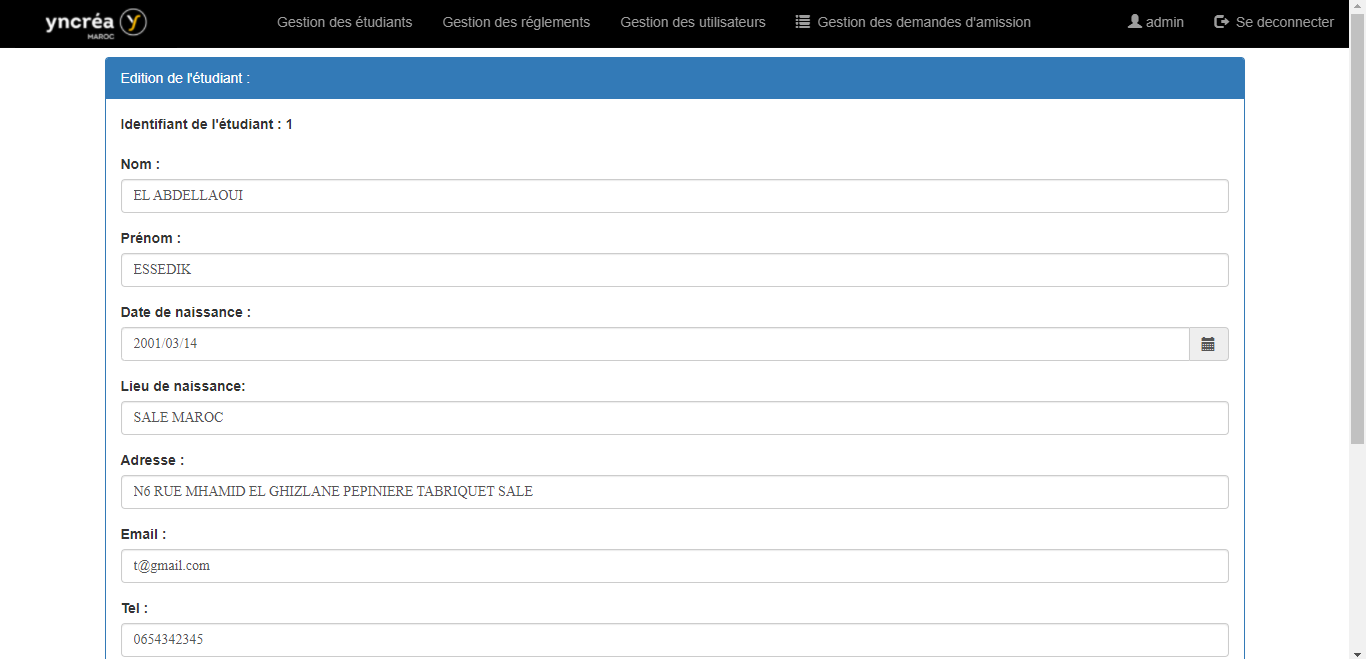 yncréa
MAROC
Gestion des étudiants Gestion des réglements Gestion des utilisateurs Gestion des demandes d'amission admin Se deconnecter
Edition de l'étudiant :
Identifiant de l'étudiant : 1
Nom :
EL ABDELLAOUI
Prénom :
ESSEDIK
Date de naissance :
2001/03/14
Lieu de naissance:
SALE MAROC
Adresse :
N6 RUE MHAMID EL GHIZLANE PEPINIERE TABRIQUET SALE
Email :
t@gmail.com
Tel :
0654342345